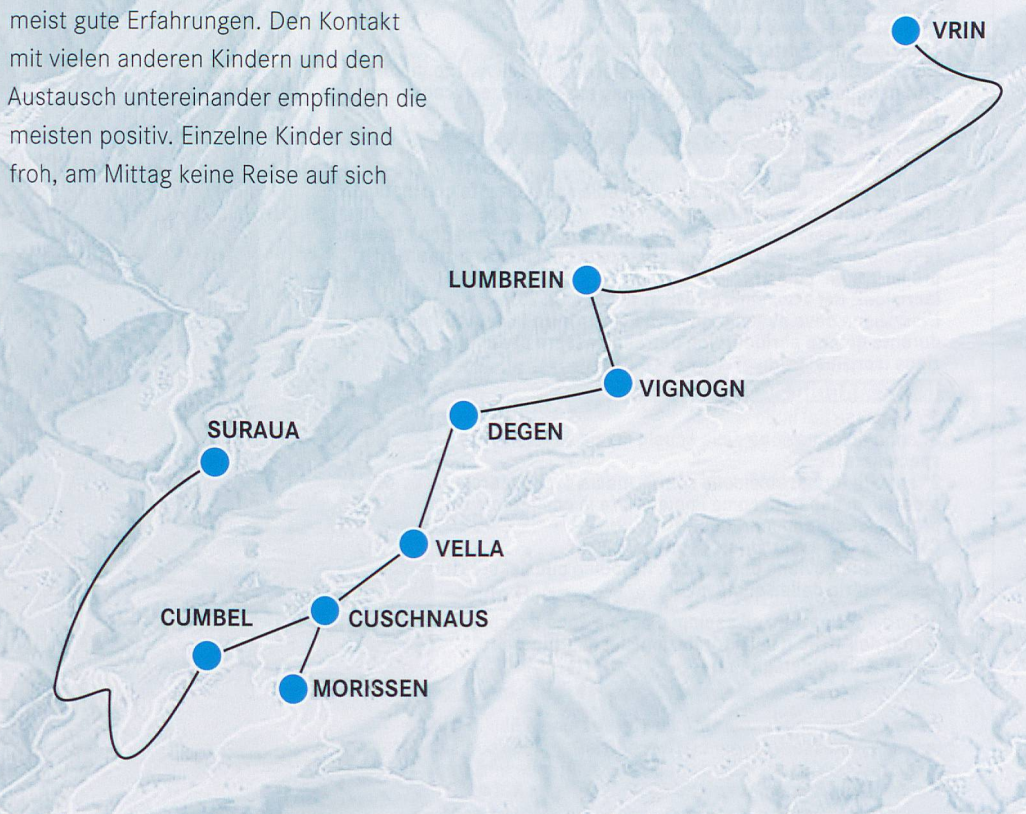 meist gute Erfahrungen. Den Kontakt
mit vielen anderen Kindern und den
Austausch untereinander empfinden die
meisten positiv. Einzelne Kinder sind
froh, am Mittag keine Reise auf sich
VRIN
LUMBREIN
VIGNOGN
DEGEN
SURAUA
VELLA
CUMBEL
CUSCHNAUS
MORISSEN